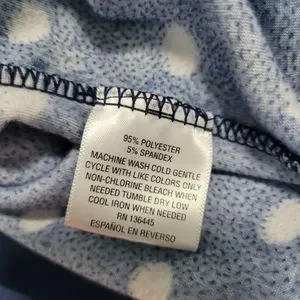 95% POLYESTER
5% SPANDEX
MACHINE WASH COLD GENTLE
CYCLE WITH LIKE COLORS ONLY
NON-CHLORINE BLEACH WHEN
NEEDED TUMBLE DRY LOW
COOL IRON WHEN NEEDED
RN 136445
ESPAÑOL EN REVERSO